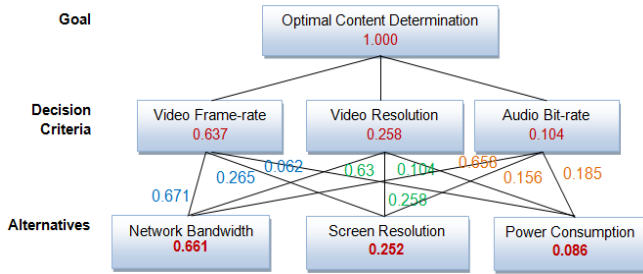 Goal
Optimal Content Determination
1.000
Decision
Criteria
Video Frame-rate
0.637
Video Resolution
0.258
Audio Bit-rate
0.104
0.671
0.265
0.062
0.63
0.104
0.258
0.658
0.156
0.185
Alternatives
Network Bandwidth
0.661
Screen Resolution
0.252
Power Consumption
0.086